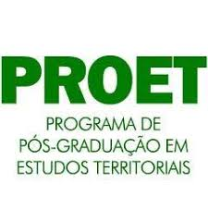 PROET
PROGRAMA DE
PÓS-GRADUAÇÃO EM
ESTUDOS TERRITORIAIS